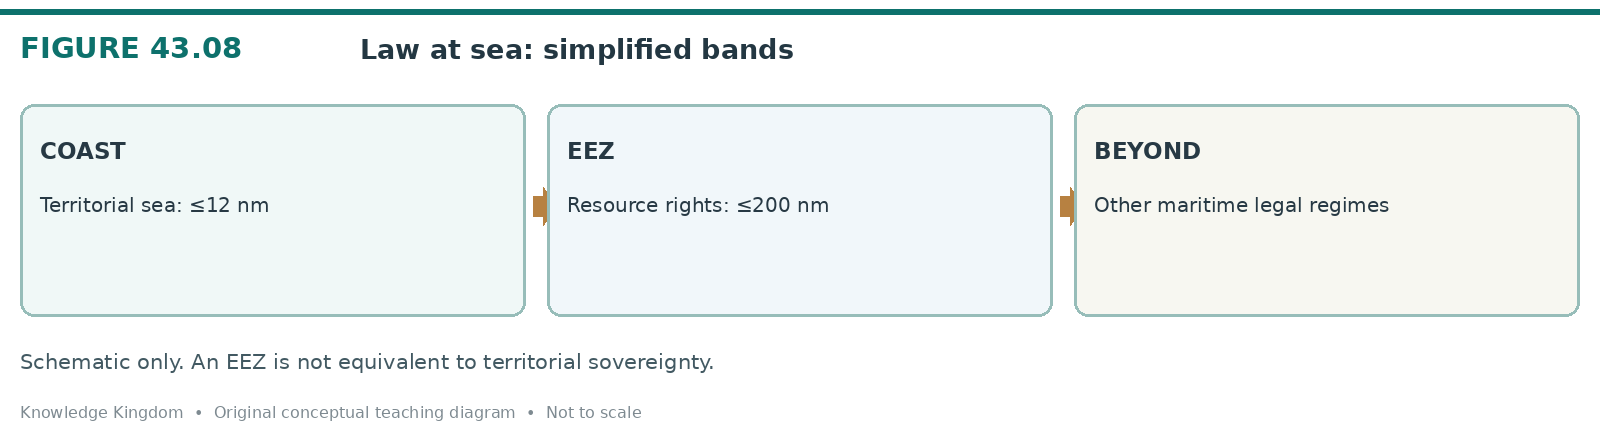 FIGURE 43.08
Law at sea: simplified bands
COAST
Territorial sea: ≤12 nm
EEZ
Resource rights: ≤200 nm
BEYOND
Other maritime legal regimes
Schematic only. An EEZ is not equivalent to territorial sovereignty.
Knowledge Kingdom • Original conceptual teaching diagram • Not to scale